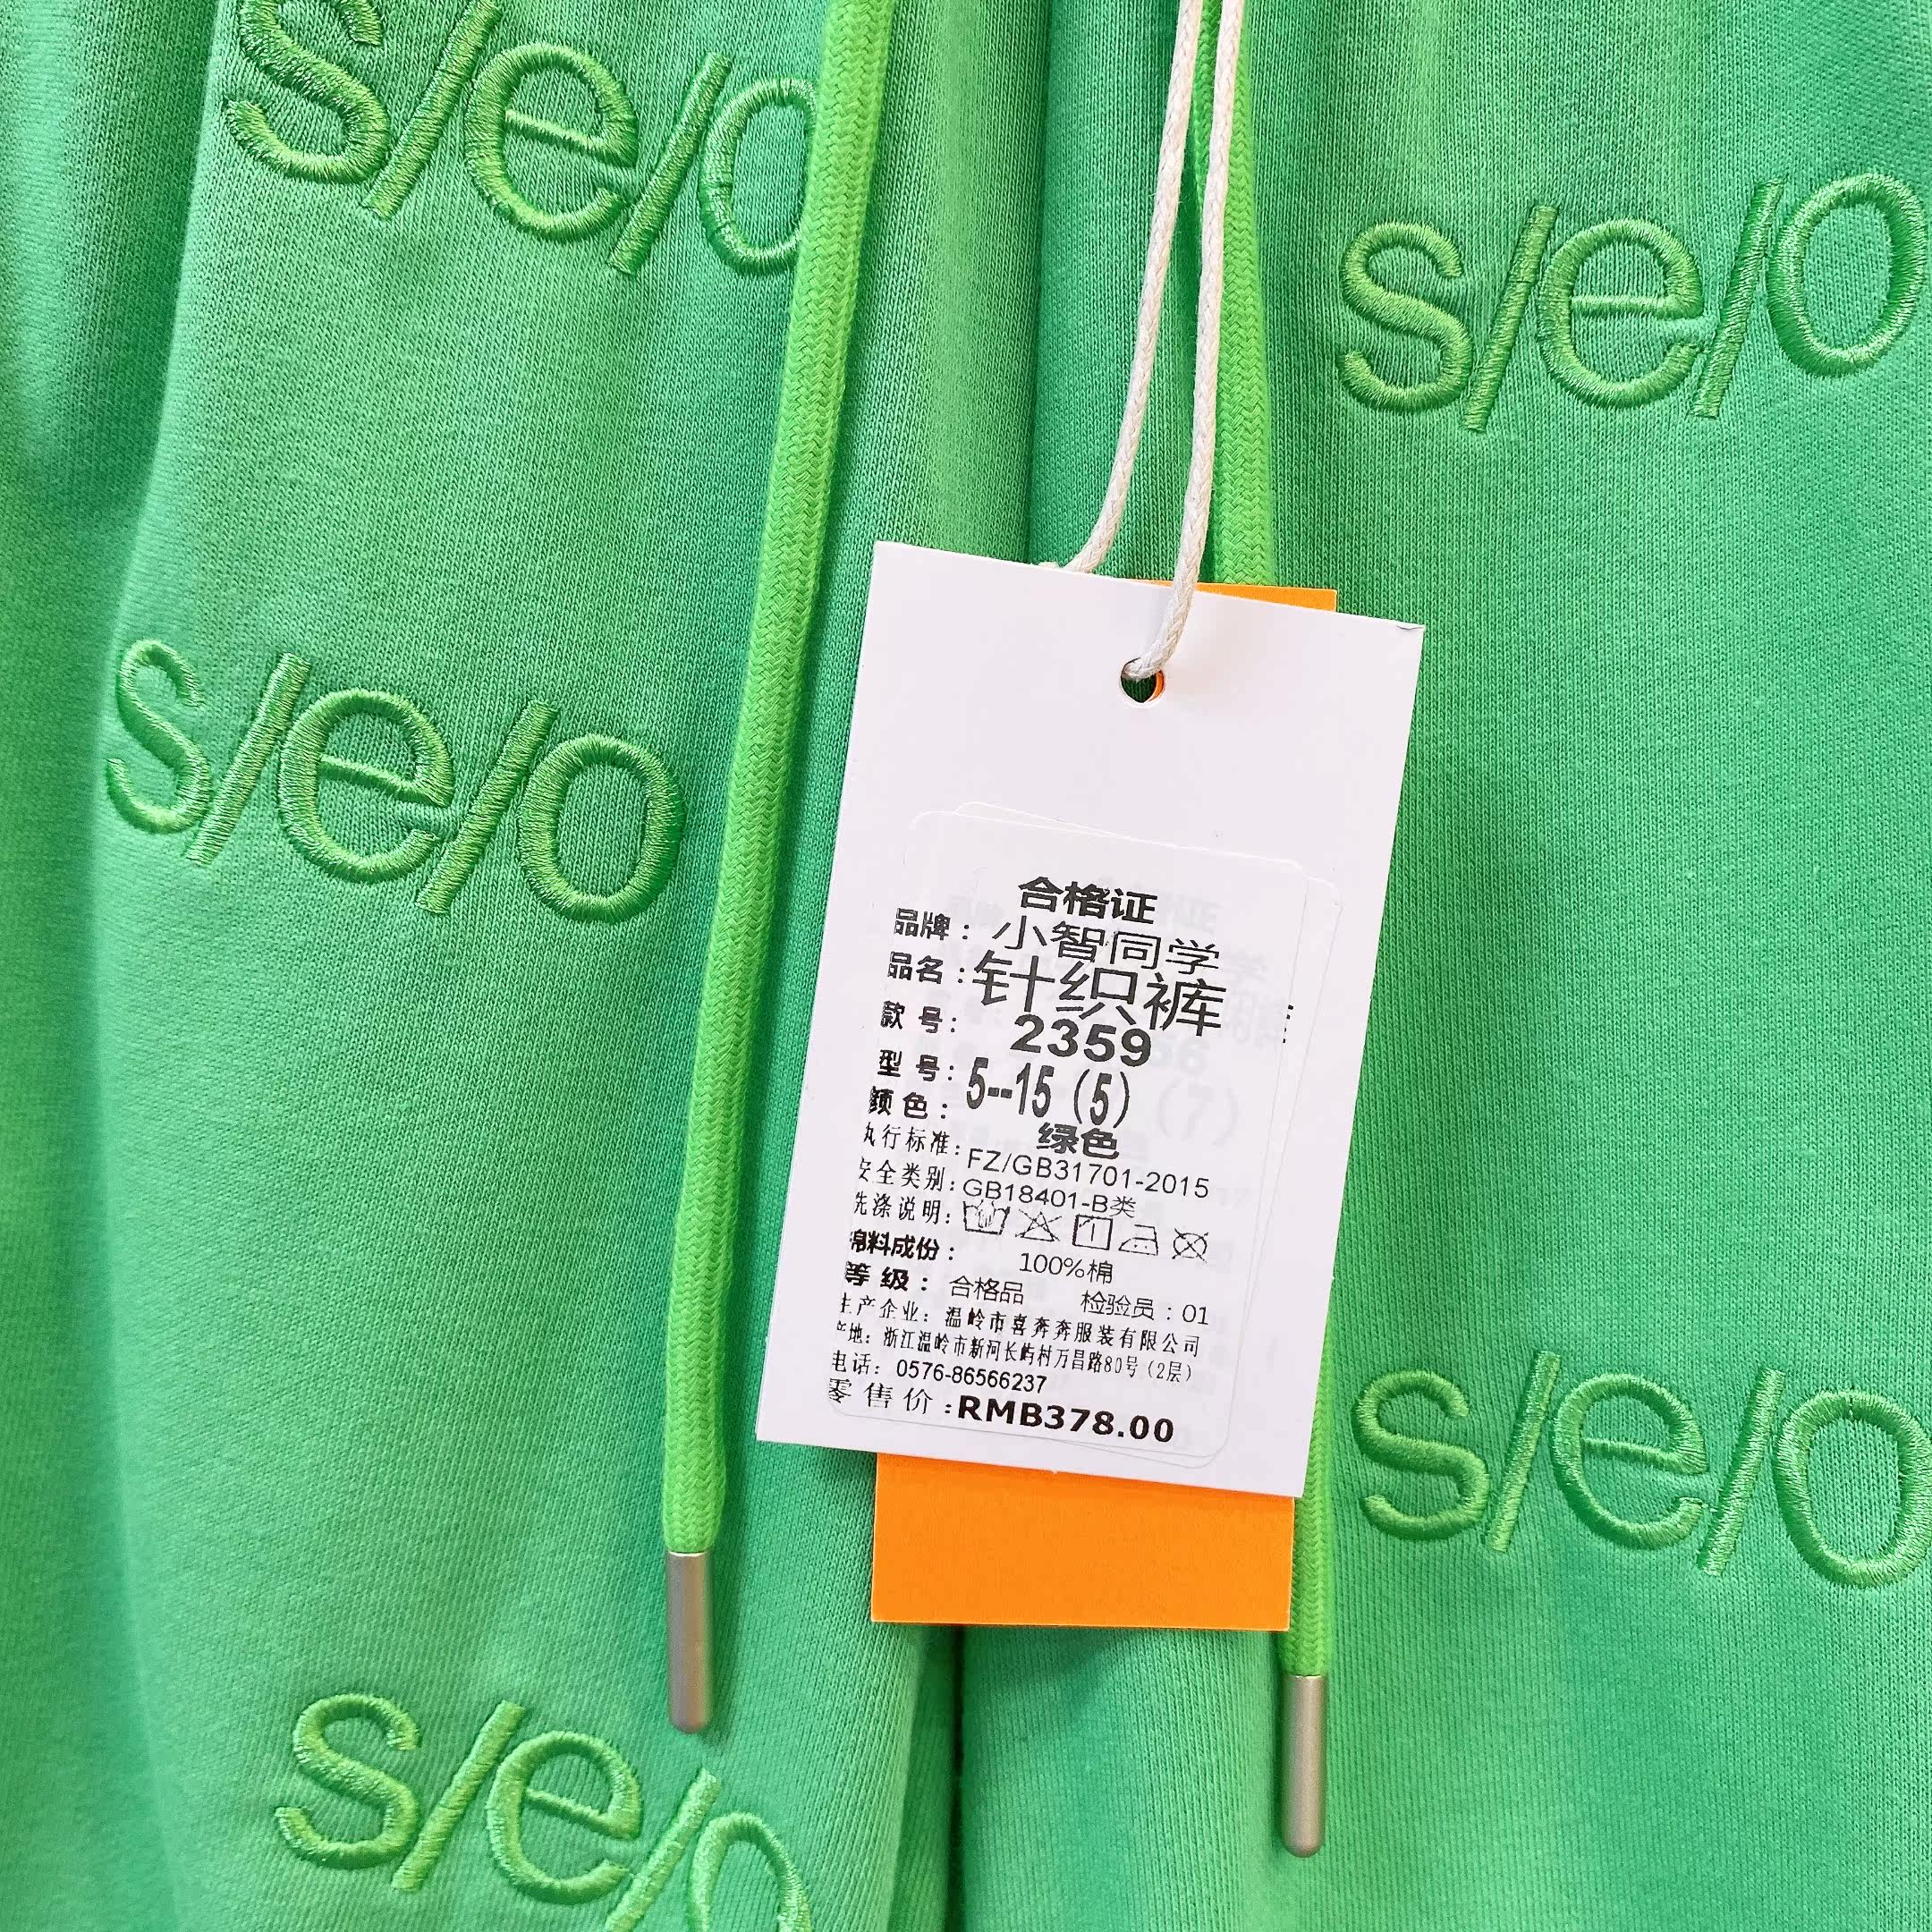 s/e/o
s/e/o
s/e/o
合格证
品牌：小智同学
品名：针织裤
款号：2359
型号：5--15（5）
颜色：绿色
执行标准：FZ/GB31701-2015
安全类别：GB18401-B类
洗涤说明：
棉料成份：100%棉
等级：合格品 检验员：01
生产企业：温岭市喜奔奔服装有限公司
产地：浙江温岭市新河长屿村万昌路80号（2层）
电话：0576-86566237
零售价：RMB378.00
s/e/o
s/e/o